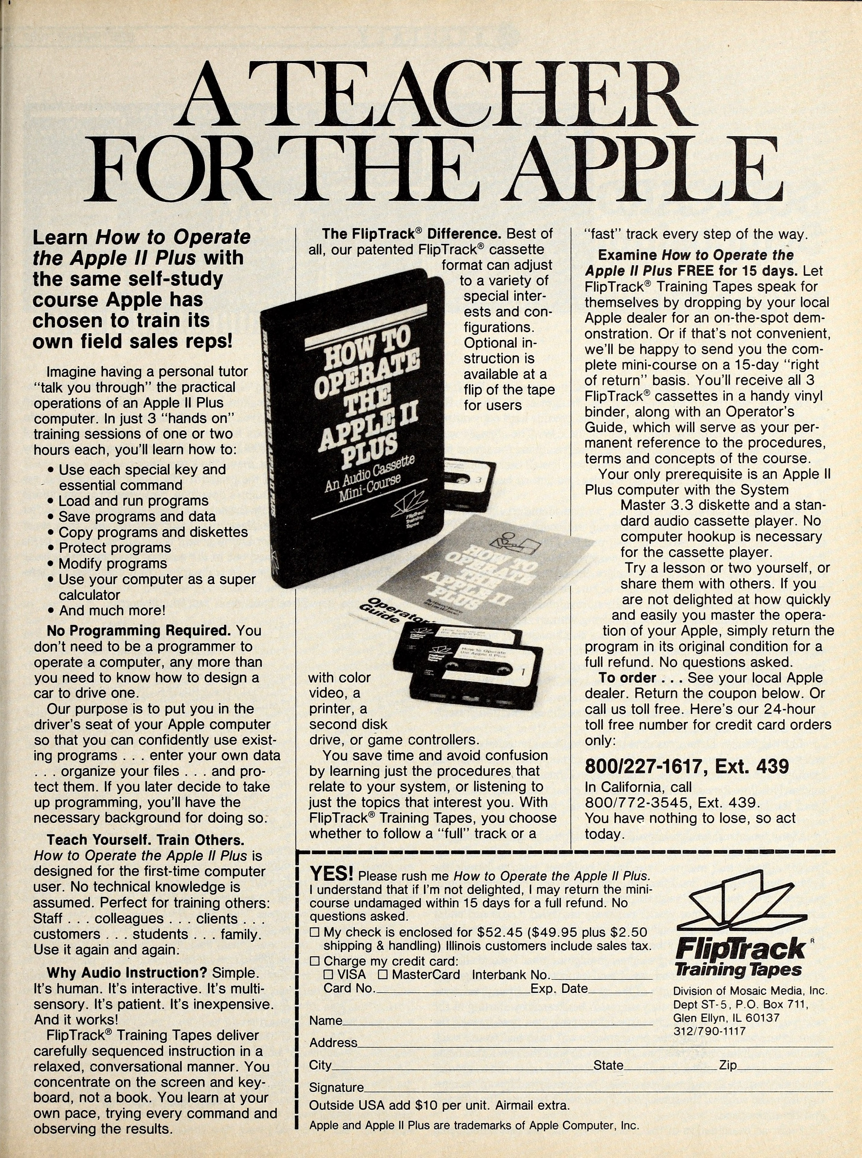 A TEACHER
FOR THE APPLE
Learn How to Operate
the Apple II Plus with
the same self-study
course Apple has
chosen to train its
own field sales reps!
Imagine having a personal tutor
“talk you through” the practical
operations of an Apple II Plus
computer. In just 3 “hands on”
training sessions of one or two
hours each, you’ll learn how to:
• Use each special key and
essential command
• Load and run programs
• Save programs and data
• Copy programs and diskettes
• Protect programs
• Modify programs
• Use your computer as a super
calculator
• And much more!
No Programming Required. You
don’t need to be a programmer to
operate a computer, any more than
you need to know how to design a
car to drive one.
Our purpose is to put you in the
driver’s seat of your Apple computer
so that you can confidently use exist-
ing programs . . . enter your own data
. . . organize your files . . . and pro-
tect them. If you later decide to take
up programming, you’ll have the
necessary background for doing so.
Teach Yourself. Train Others.
How to Operate the Apple II Plus is
designed for the first-time computer
user. No technical knowledge is
assumed. Perfect for training others:
Staff . . . colleagues . . . clients . . .
customers . . . students . . . family.
Use it again and again.
Why Audio Instruction? Simple.
It’s human. It’s interactive. It’s multi-
sensory. It’s patient. It’s inexpensive.
And it works!
FlipTrack® Training Tapes deliver
carefully sequenced instruction in a
relaxed, conversational manner. You
concentrate on the screen and key-
board, not a book. You learn at your
own pace, trying every command and
observing the results.
The FlipTrack® Difference. Best of
all, our patented FlipTrack® cassette
format can adjust
to a variety of
special inter-
ests and con-
figurations.
Optional in-
struction is
available at a
flip of the tape
for users
HOW TO OPERATE THE APPLE II PLUS
HOW TO
OPERATE
THE
APPLE II
PLUS
An Audio Cassette
Mini-Course
FlipTrack
Training
Tapes
3
HOW TO
OPERATE
THE
APPLE II
PLUS
Operator's
Guide
How to Operate
the Apple II Plus
1
with color
video, a
printer, a
second disk
drive, or game controllers.
You save time and avoid confusion
by learning just the procedures that
relate to your system, or listening to
just the topics that interest you. With
FlipTrack® Training Tapes, you choose
whether to follow a “full” track or a
“fast” track every step of the way.
Examine How to Operate the
Apple II Plus FREE for 15 days. Let
FlipTrack® Training Tapes speak for
themselves by dropping by your local
Apple dealer for an on-the-spot dem-
onstration. Or if that’s not convenient,
we’ll be happy to send you the com-
plete mini-course on a 15-day “right
of return” basis. You’ll receive all 3
FlipTrack® cassettes in a handy vinyl
binder, along with an Operator’s
Guide, which will serve as your per-
manent reference to the procedures,
terms and concepts of the course.
Your only prerequisite is an Apple II
Plus computer with the System
Master 3.3 diskette and a stan-
dard audio cassette player. No
computer hookup is necessary
for the cassette player.
Try a lesson or two yourself, or
share them with others. If you
are not delighted at how quickly
and easily you master the opera-
tion of your Apple, simply return the
program in its original condition for a
full refund. No questions asked.
To order . . . See your local Apple
dealer. Return the coupon below. Or
call us toll free. Here’s our 24-hour
toll free number for credit card orders
only:
800/227-1617, Ext. 439
In California, call
800/772-3545, Ext. 439.
You have nothing to lose, so act
today.
YES! Please rush me How to Operate the Apple II Plus.
I understand that if I’m not delighted, I may return the mini-
course undamaged within 15 days for a full refund. No
questions asked.
☐ My check is enclosed for $52.45 ($49.95 plus $2.50
shipping & handling) Illinois customers include sales tax.
☐ Charge my credit card:
☐ VISA ☐ MasterCard Interbank No.
Card No. Exp. Date
Name
Address
City State Zip
Signature
Outside USA add $10 per unit. Airmail extra.
Apple and Apple II Plus are trademarks of Apple Computer, Inc.
FlipTrack®
Training Tapes
Division of Mosaic Media, Inc.
Dept ST-5, P.O. Box 711,
Glen Ellyn, IL 60137
312/790-1117